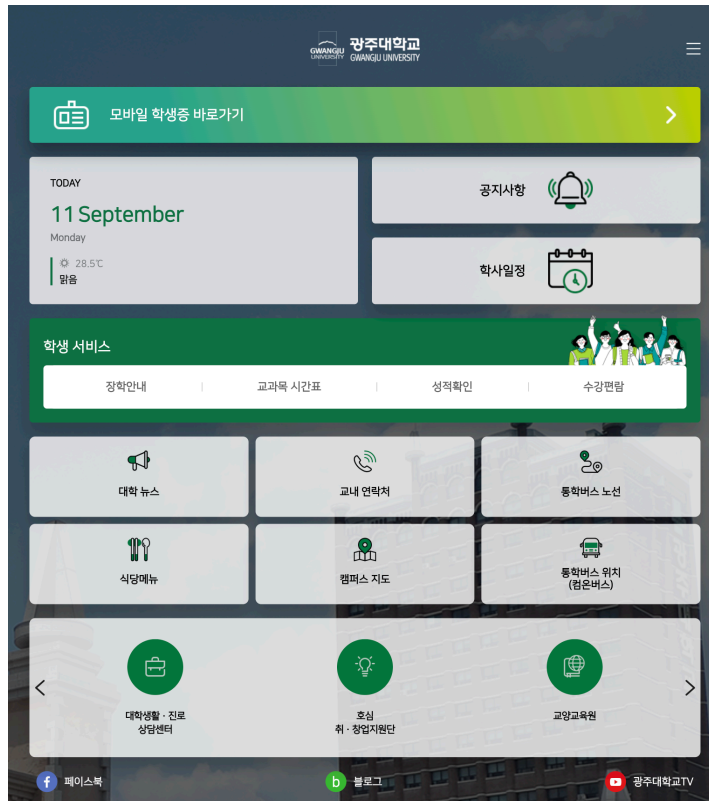 GWANGJU
UNIVERSITY
광주대학교
GWANGJU UNIVERSITY
모바일 학생증 바로가기
TODAY
11 September
Monday
28.5℃
맑음
공지사항
학사일정
학생 서비스
장학안내
교과목 시간표
성적확인
수강편람
대학 뉴스
교내 연락처
통학버스 노선
식당메뉴
캠퍼스 지도
통학버스 위치
(컴온버스)
대학생활 · 진로
상담센터
호심
취 · 창업지원단
교양교육원
페이스북
블로그
광주대학교TV